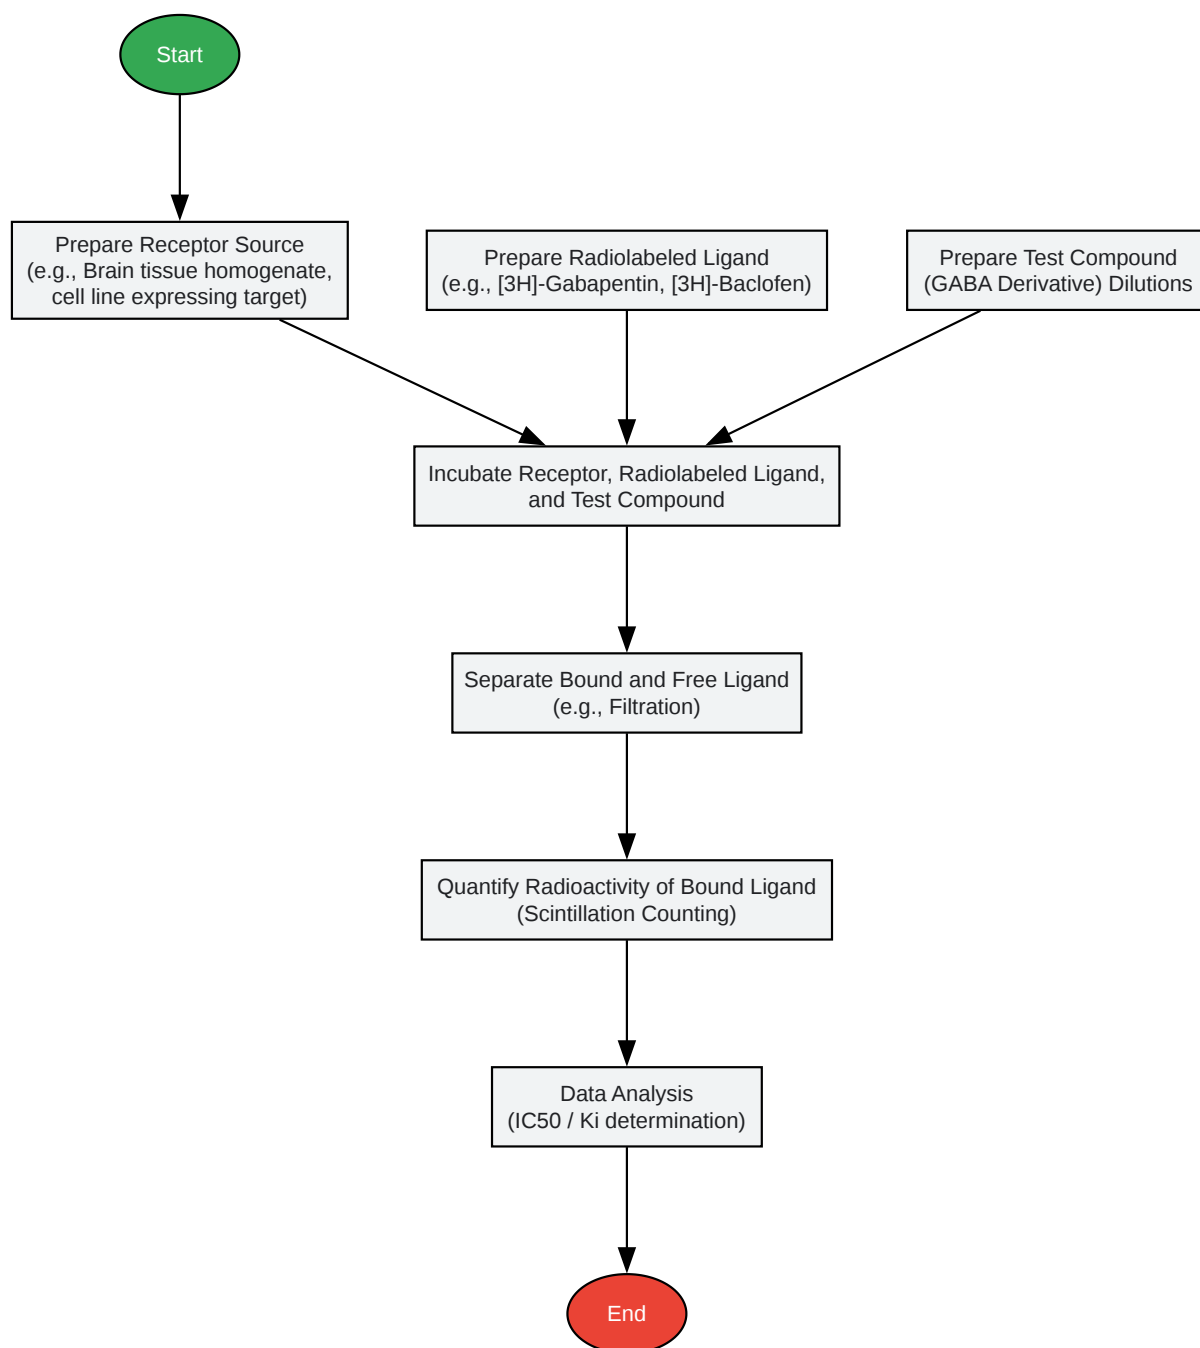 Start
Prepare Receptor Source
(e.g., Brain tissue homogenate,
cell line expressing target)
Prepare Radiolabeled Ligand
(e.g., [3H]-Gabapentin, [3H]-Baclofen)
Prepare Test Compound
(GABA Derivative) Dilutions
Incubate Receptor, Radiolabeled Ligand,
and Test Compound
Separate Bound and Free Ligand
(e.g., Filtration)
Quantify Radioactivity of Bound Ligand
(Scintillation Counting)
Data Analysis
(IC50 / Ki determination)
End